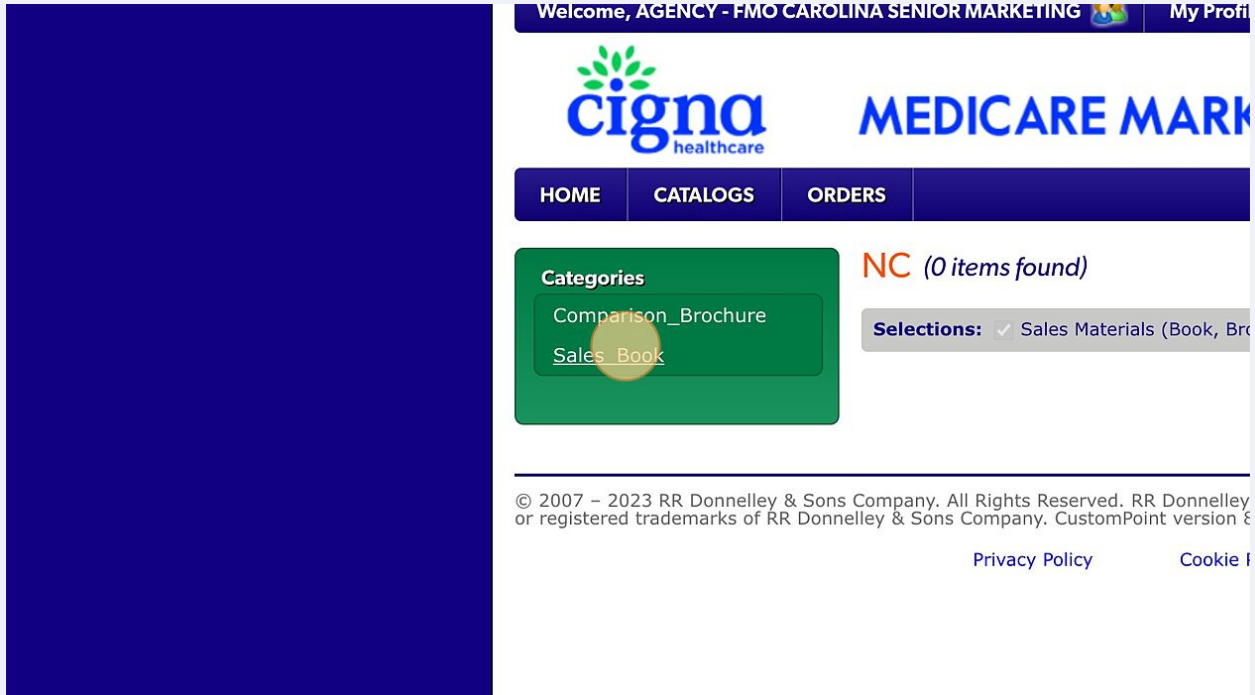 Welcome, AGENCY - FMO CAROLINA SENIOR MARKETING My Profi
cigna
healthcare
MEDICARE MARK
HOME CATALOGS ORDERS
Categories
Comparison_Brochure
Sales_Book
NC (0 items found)
Selections: Sales Materials (Book, Bro
© 2007 – 2023 RR Donnelley & Sons Company. All Rights Reserved. RR Donnelley
or registered trademarks of RR Donnelley & Sons Company. CustomPoint version 8
Privacy Policy Cookie P